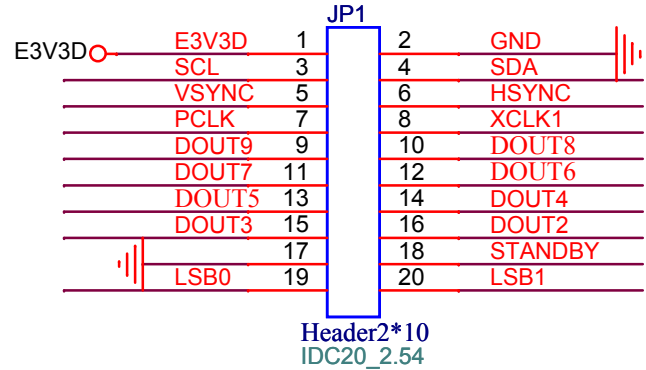 JP1
E3V3D E3V3D 1 2 GND
SCL 3 4 SDA
VSYNC 5 6 HSYNC
PCLK 7 8 XCLK1
DOUT9 9 10 DOUT8
DOUT7 11 12 DOUT6
DOUT5 13 14 DOUT4
DOUT3 15 16 DOUT2
17 18 STANDBY
LSB0 19 20 LSB1
Header2*10
IDC20_2.54